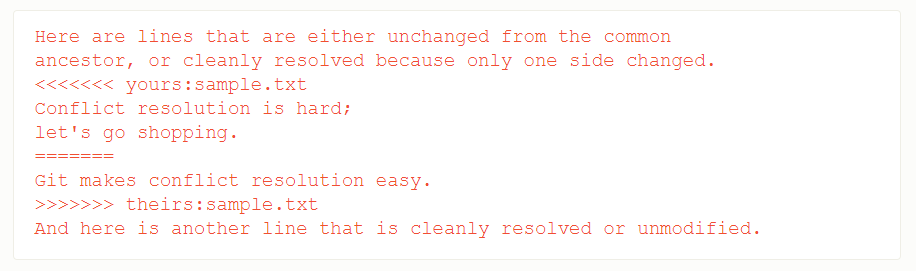 Here are lines that are either unchanged from the common
ancestor, or cleanly resolved because only one side changed.
<<<<<<< yours:sample.txt
Conflict resolution is hard;
let's go shopping.
=======
Git makes conflict resolution easy.
>>>>>>> theirs:sample.txt
And here is another line that is cleanly resolved or unmodified.